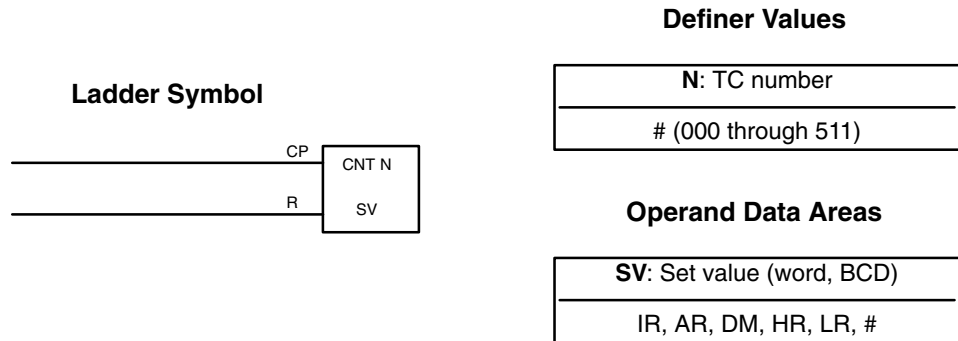 Ladder Symbol
CP
CNT N
R
SV
Definer Values
N: TC number
# (000 through 511)
Operand Data Areas
SV: Set value (word, BCD)
IR, AR, DM, HR, LR, #